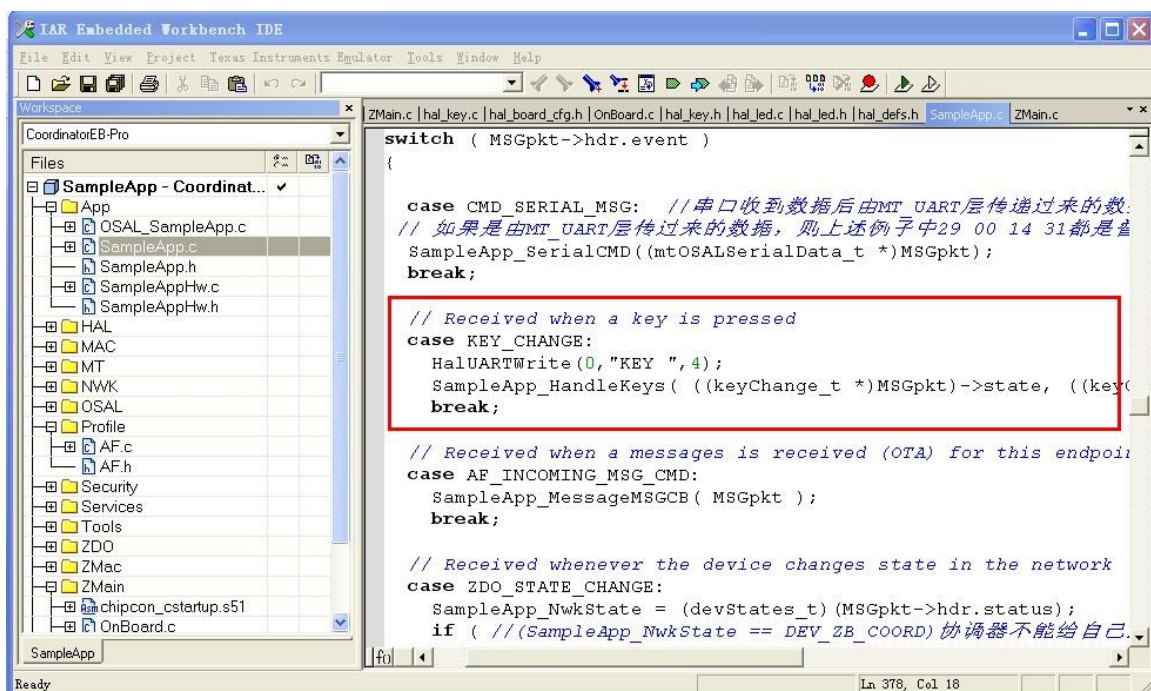 IAR Embedded Workbench IDE
File Edit View Project Texas Instruments Emulator Tools Window Help
Workspace
ZMain.c | hal_key.c | hal_board_cfg.h | OnBoard.c | hal_key.h | hal_led.c | hal_led.h | hal_defs.h SampleApp.c ZMain.c
CoordinatorEB-Pro
Files
SampleApp - Coordinat...
App
OSAL_SampleApp.c
SampleApp.c
SampleApp.h
SampleAppHw.c
SampleAppHw.h
HAL
MAC
MT
NWK
OSAL
Profile
AF.c
AF.h
Security
Services
Tools
ZDO
ZMac
ZMain
chipcon_cstartup.s51
OnBoard.c
SampleApp
switch ( MSGpkt->hdr.event )
{
case CMD_SERIAL_MSG: //串口收到数据后由MT_UART层传递过来的数
// 如果是由MT_UART层传过来的数据，则上述例子中29 00 14 31都是
SampleApp_SerialCMD((mtOSALSerialData_t *)MSGpkt);
break;
// Received when a key is pressed
case KEY_CHANGE:
HalUARTWrite(0,"KEY ",4);
SampleApp_HandleKeys( ((keyChange_t *)MSGpkt)->state, ((key
break;
// Received when a messages is received (OTA) for this endpoi
case AF_INCOMING_MSG_CMD:
SampleApp_MessageMSGCB( MSGpkt );
break;
// Received whenever the device changes state in the network
case ZDO_STATE_CHANGE:
SampleApp_NwkState = (devStates_t)(MSGpkt->hdr.status);
if ( //(SampleApp_NwkState == DEV_ZB_COORD)协调器不能给自己
f()
Ready
Ln 378, Col 18